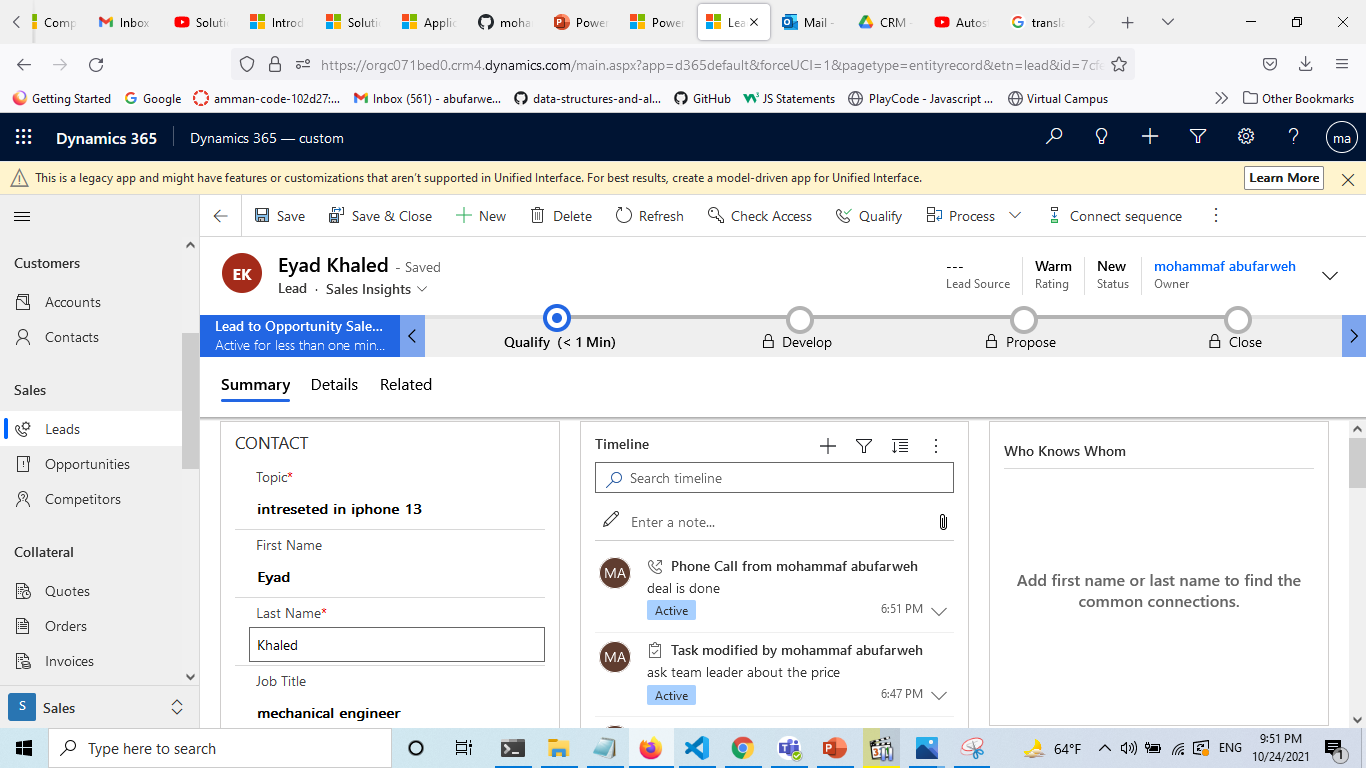 Comp
Inbox
Soluti
Introd
Soluti
Applic
moha
Power
Power
Lea
Mail -
CRM -
Autos
transl
https://orgc071bed0.crm4.dynamics.com/main.aspx?app=d365default&forceUCI=1&pagetype=entityrecord&etn=lead&id=7cfe
Getting Started
Google
amman-code-102d27:...
Inbox (561) - abufarwe...
data-structures-and-al...
GitHub
JS Statements
PlayCode - Javascript ...
Virtual Campus
Other Bookmarks
Dynamics 365
Dynamics 365 — custom
ma
This is a legacy app and might have features or customizations that aren't supported in Unified Interface. For best results, create a model-driven app for Unified Interface.
Learn More
Save
Save & Close
New
Delete
Refresh
Check Access
Qualify
Process
Connect sequence
Customers
Accounts
Contacts
Sales
Leads
Opportunities
Competitors
Collateral
Quotes
Orders
Invoices
S
Sales
EK
Eyad Khaled - Saved
Lead · Sales Insights
---
Lead Source
Warm
Rating
New
Status
mohammaf abufarweh
Owner
Lead to Opportunity Sale...
Active for less than one min...
Qualify (< 1 Min)
Develop
Propose
Close
Summary
Details
Related
CONTACT
Topic*
intreseted in iphone 13
First Name
Eyad
Last Name*
Khaled
Job Title
mechanical engineer
Timeline
Search timeline
Enter a note...
MA
Phone Call from mohammaf abufarweh
deal is done
Active
6:51 PM
MA
Task modified by mohammaf abufarweh
ask team leader about the price
Active
6:47 PM
Who Knows Whom
Add first name or last name to find the
common connections.
Type here to search
64°F
ENG
9:51 PM
10/24/2021
1